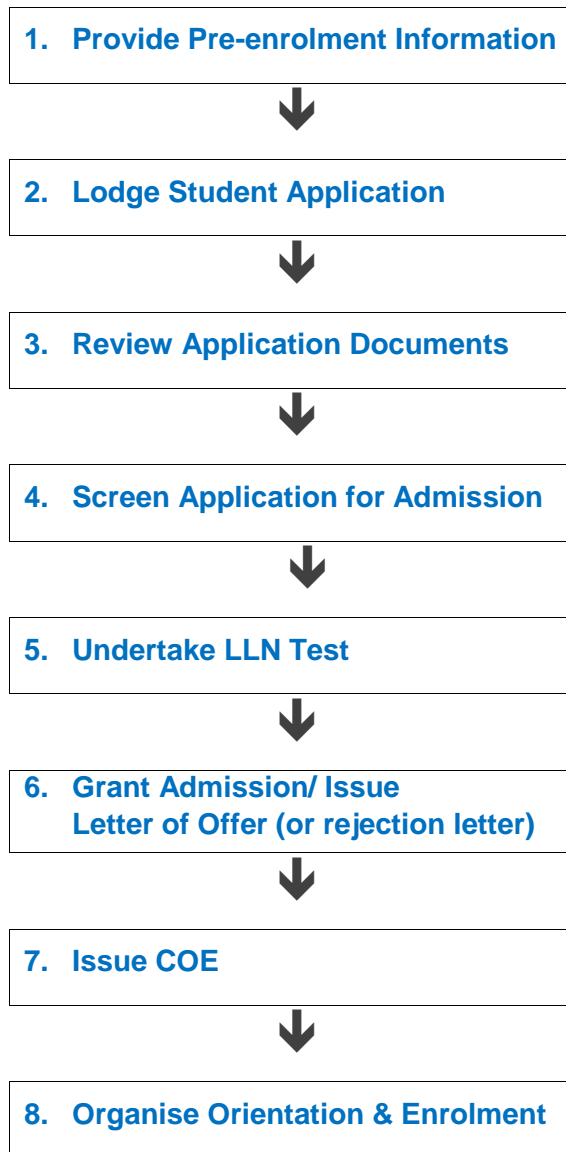 1. Provide Pre-enrolment Information
2. Lodge Student Application
3. Review Application Documents
4. Screen Application for Admission
5. Undertake LLN Test
6. Grant Admission/ Issue
Letter of Offer (or rejection letter)
7. Issue COE
8. Organise Orientation & Enrolment